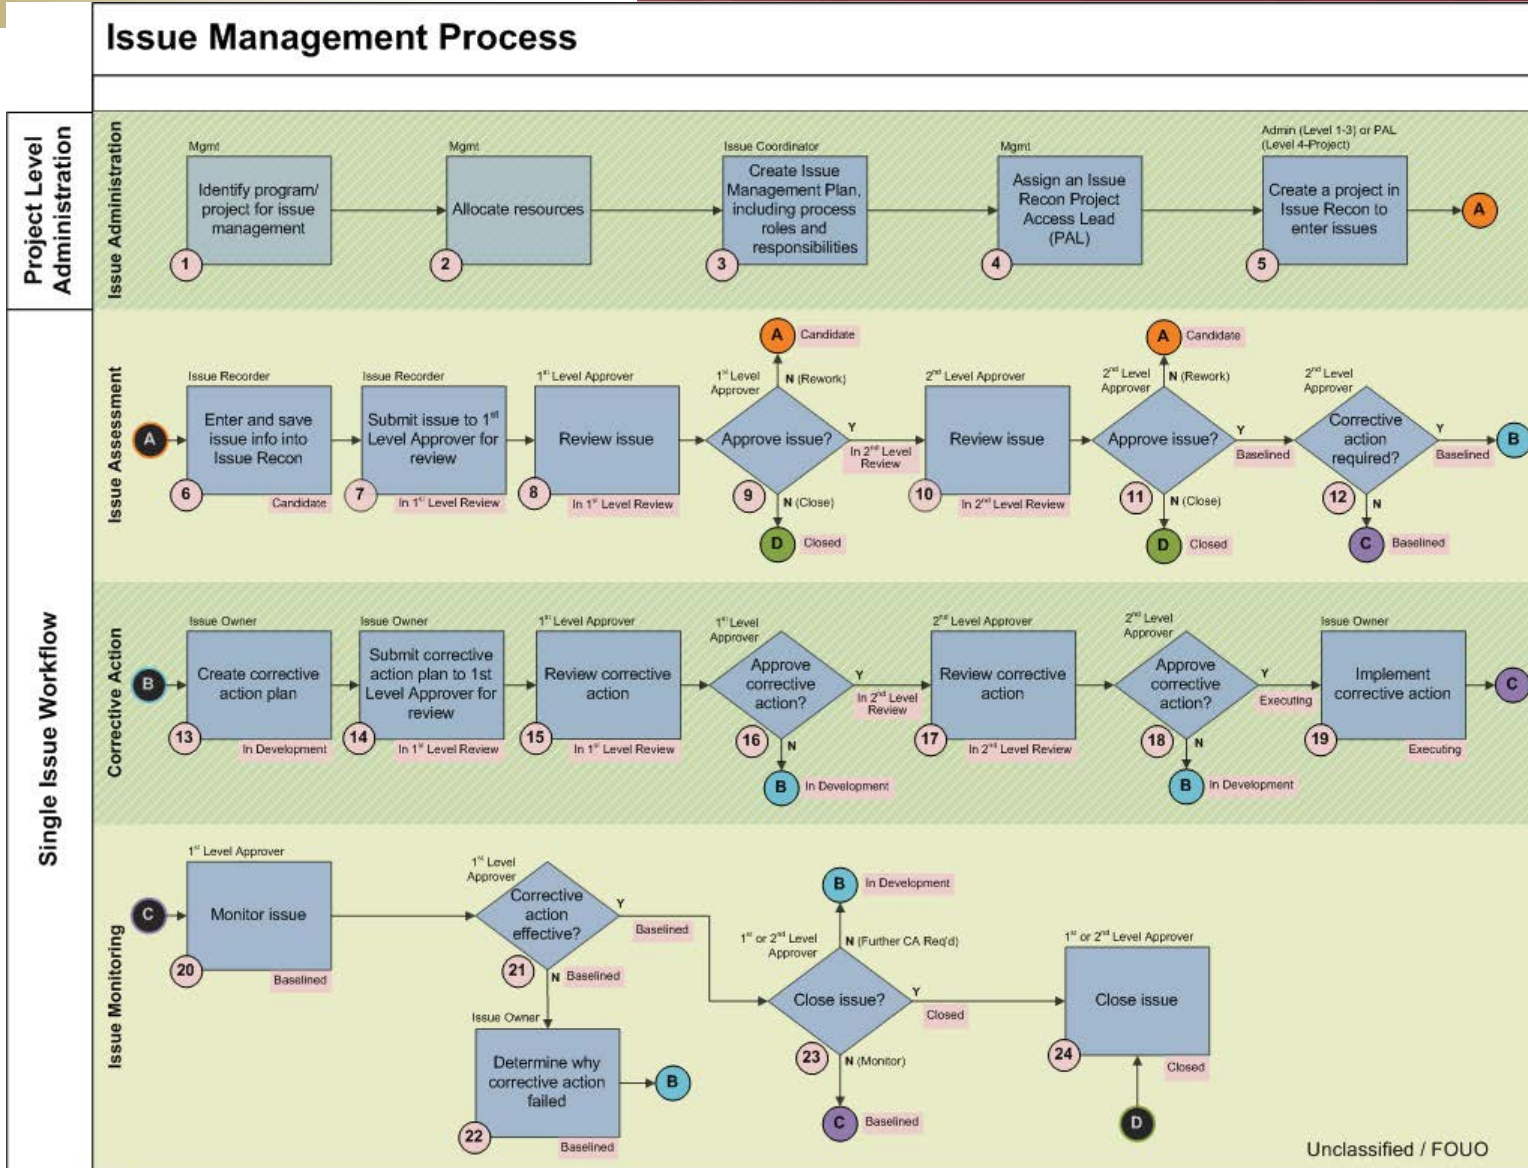 Issue Management Process
Project Level
Administration
Issue Administration
Mgmt
Identify program/
project for issue
management
1
Mgmt
Allocate resources
2
Issue Coordinator
Create Issue
Management Plan,
including process
roles and
responsibilities
3
Mgmt
Assign an Issue
Recon Project
Access Lead
(PAL)
4
Admin (Level 1-3) or PAL
(Level 4-Project)
Create a project in
Issue Recon to
enter issues
5
A
Single Issue Workflow
Issue Assessment
A
Issue Recorder
Enter and save
issue info into
Issue Recon
6
Candidate
Issue Recorder
Submit issue to 1st
Level Approver for
review
7
In 1st Level Review
1st Level Approver
Review issue
8
In 1st Level Review
A
Candidate
N (Rework)
1st Level
Approver
Approve issue?
9
Y
In 2nd Level
Review
N (Close)
D
Closed
2nd Level Approver
Review issue
10
In 2nd Level Review
A
Candidate
N (Rework)
2nd Level
Approver
Approve issue?
11
Y
Baselined
N (Close)
D
Closed
2nd Level
Approver
Corrective
action
required?
12
Y
Baselined
B
N
C
Baselined
Corrective Action
B
Issue Owner
Create corrective
action plan
13
In Development
Issue Owner
Submit corrective
action plan to 1st
Level Approver for
review
14
In 1st Level Review
1st Level Approver
Review corrective
action
15
In 1st Level Review
1st Level
Approver
Approve
corrective
action?
16
Y
In 2nd Level
Review
N
B
In Development
2nd Level Approver
Review corrective
action
17
In 2nd Level Review
2nd Level
Approver
Approve
corrective
action?
18
Y
Executing
N
B
In Development
Issue Owner
Implement
corrective action
19
Executing
C
Issue Monitoring
C
1st Level Approver
Monitor issue
20
Baselined
1st Level
Approver
Corrective
action
effective?
21
Y
Baselined
N
Baselined
Issue Owner
Determine why
corrective action
failed
22
Baselined
B
B
In Development
N (Further CA Req'd)
1st or 2nd Level
Approver
Close issue?
23
Y
Closed
N (Monitor)
C
Baselined
1st or 2nd Level Approver
Close issue
24
Closed
D
Unclassified / FOUO